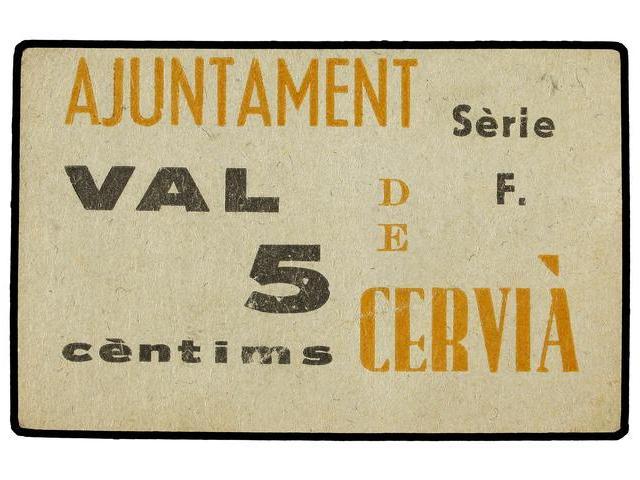 AJUNTAMENT
Sèrie
F.
VAL
5
cèntims
DE
CERVIÀ